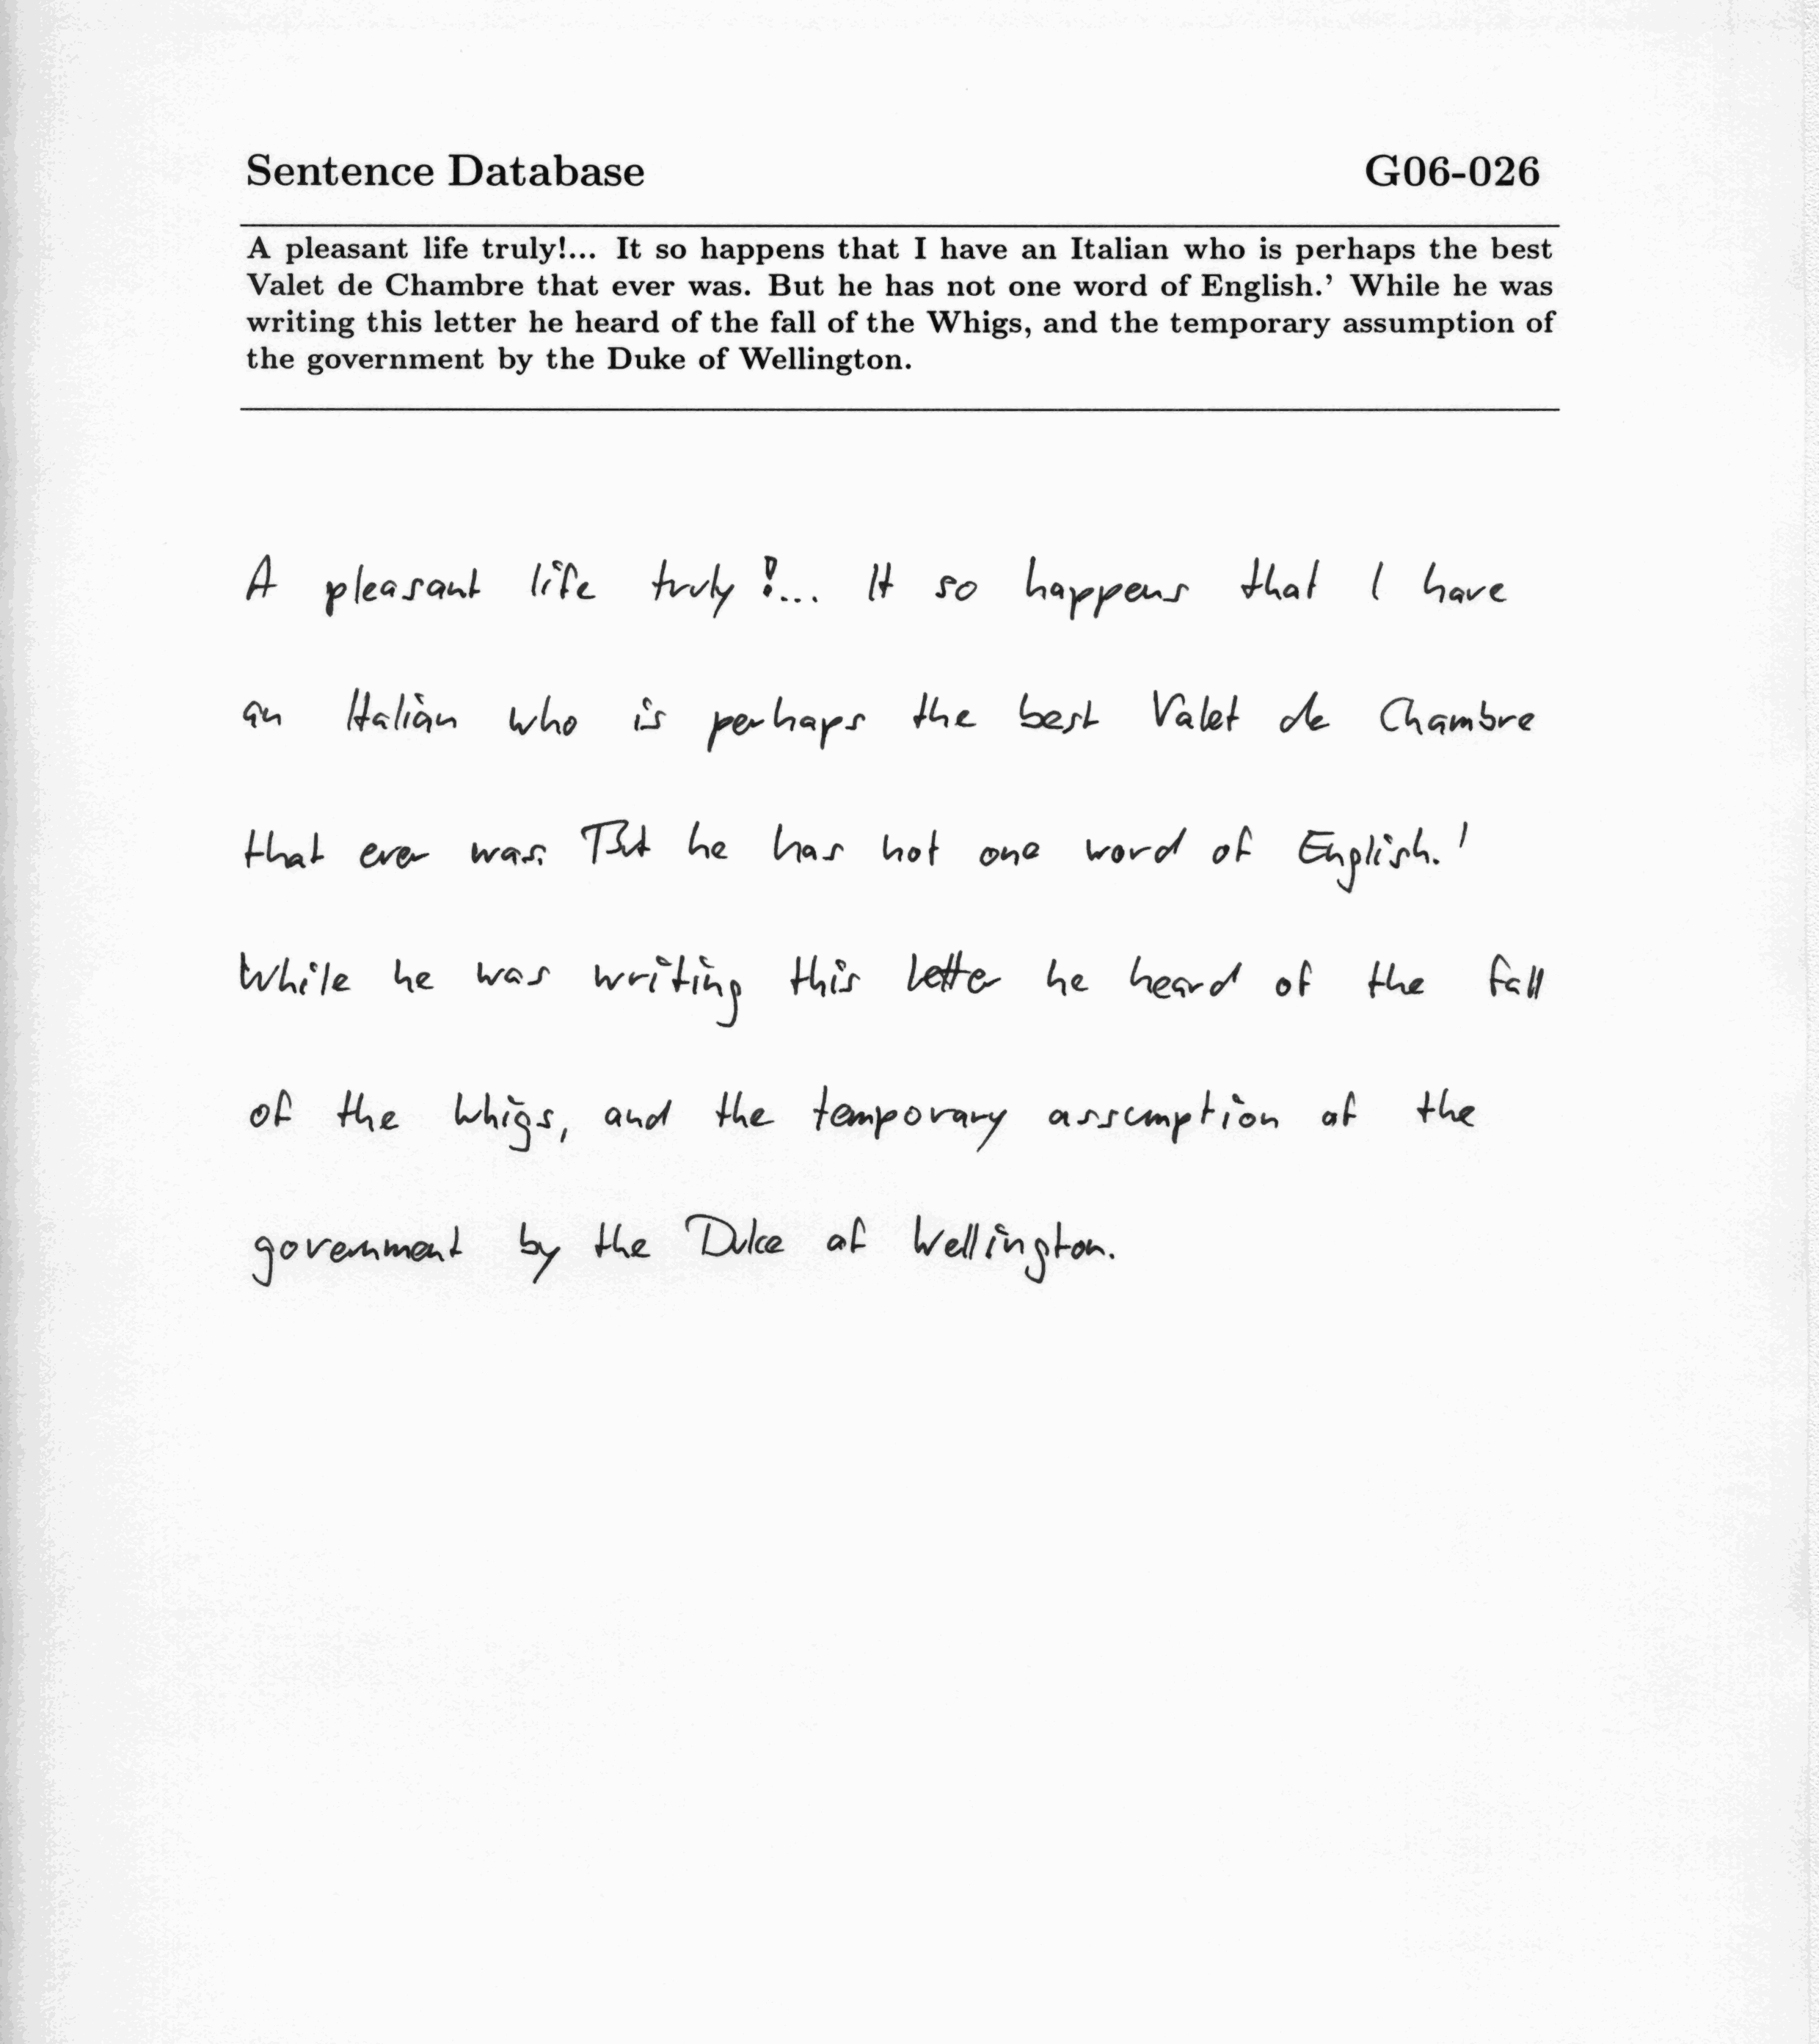 Sentence Database G06-026
A pleasant life truly!... It so happens that I have an Italian who is perhaps the best
Valet de Chambre that ever was. But he has not one word of English.’ While he was
writing this letter he heard of the fall of the Whigs, and the temporary assumption of
the government by the Duke of Wellington.
A pleasant life truly!... It so happens that I have
an Italian who is perhaps the best Valet de Chambre
that ever was. But he has not one word of English.'
While he was writing this letter he heard of the fall
of the Whigs, and the temporary assumption of the
government by the Duke of Wellington.